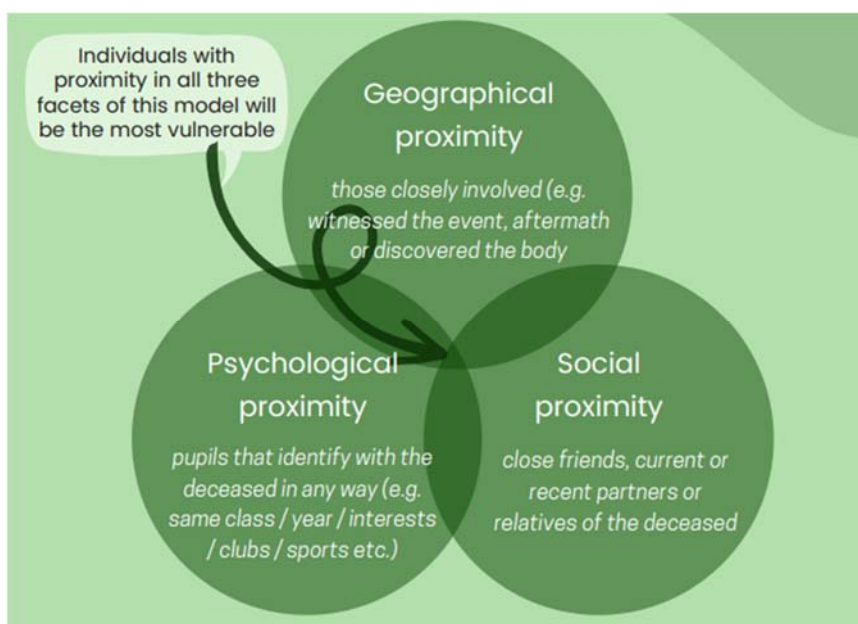 Individuals with
proximity in all three
facets of this model will
be the most vulnerable
Geographical
proximity
those closely involved (e.g.
witnessed the event, aftermath
or discovered the body
Psychological
proximity
pupils that identify with the
deceased in any way (e.g.
same class / year / interests
/ clubs / sports etc.)
Social
proximity
close friends, current or
recent partners or
relatives of the deceased